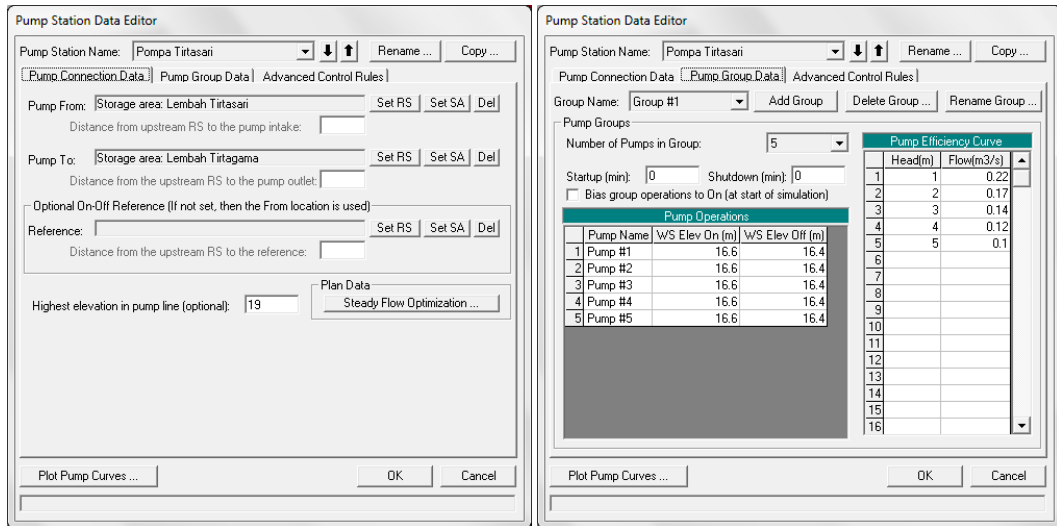 Pump Station Data Editor
Pump Station Name: Pompa Tirtasari Rename ... Copy ...
Pump Connection Data Pump Group Data Advanced Control Rules
Pump From: Storage area: Lembah Tirtasari Set RS Set SA Del
Distance from upstream RS to the pump intake:
Pump To: Storage area: Lembah Tirtagama Set RS Set SA Del
Distance from the upstream RS to the pump outlet:
Optional On-Off Reference (If not set, then the From location is used)
Reference: Set RS Set SA Del
Distance from the upstream RS to the reference:
Highest elevation in pump line (optional): 19
Plan Data
Steady Flow Optimization ...
Plot Pump Curves ... OK Cancel
Pump Station Data Editor
Pump Station Name: Pompa Tirtasari Rename ... Copy ...
Pump Connection Data Pump Group Data Advanced Control Rules
Group Name: Group #1 Add Group Delete Group ... Rename Group ...
Pump Groups
Number of Pumps in Group: 5
Startup (min): 0 Shutdown (min): 0
Bias group operations to On (at start of simulation)
Pump Operations
Pump Name WS Elev On (m) WS Elev Off (m)
1 Pump #1 16.6 16.4
2 Pump #2 16.6 16.4
3 Pump #3 16.6 16.4
4 Pump #4 16.6 16.4
5 Pump #5 16.6 16.4
Pump Efficiency Curve
Head(m) Flow(m3/s)
1 1 0.22
2 2 0.17
3 3 0.14
4 4 0.12
5 5 0.1
6
7
8
9
10
11
12
13
14
15
16
Plot Pump Curves ... OK Cancel